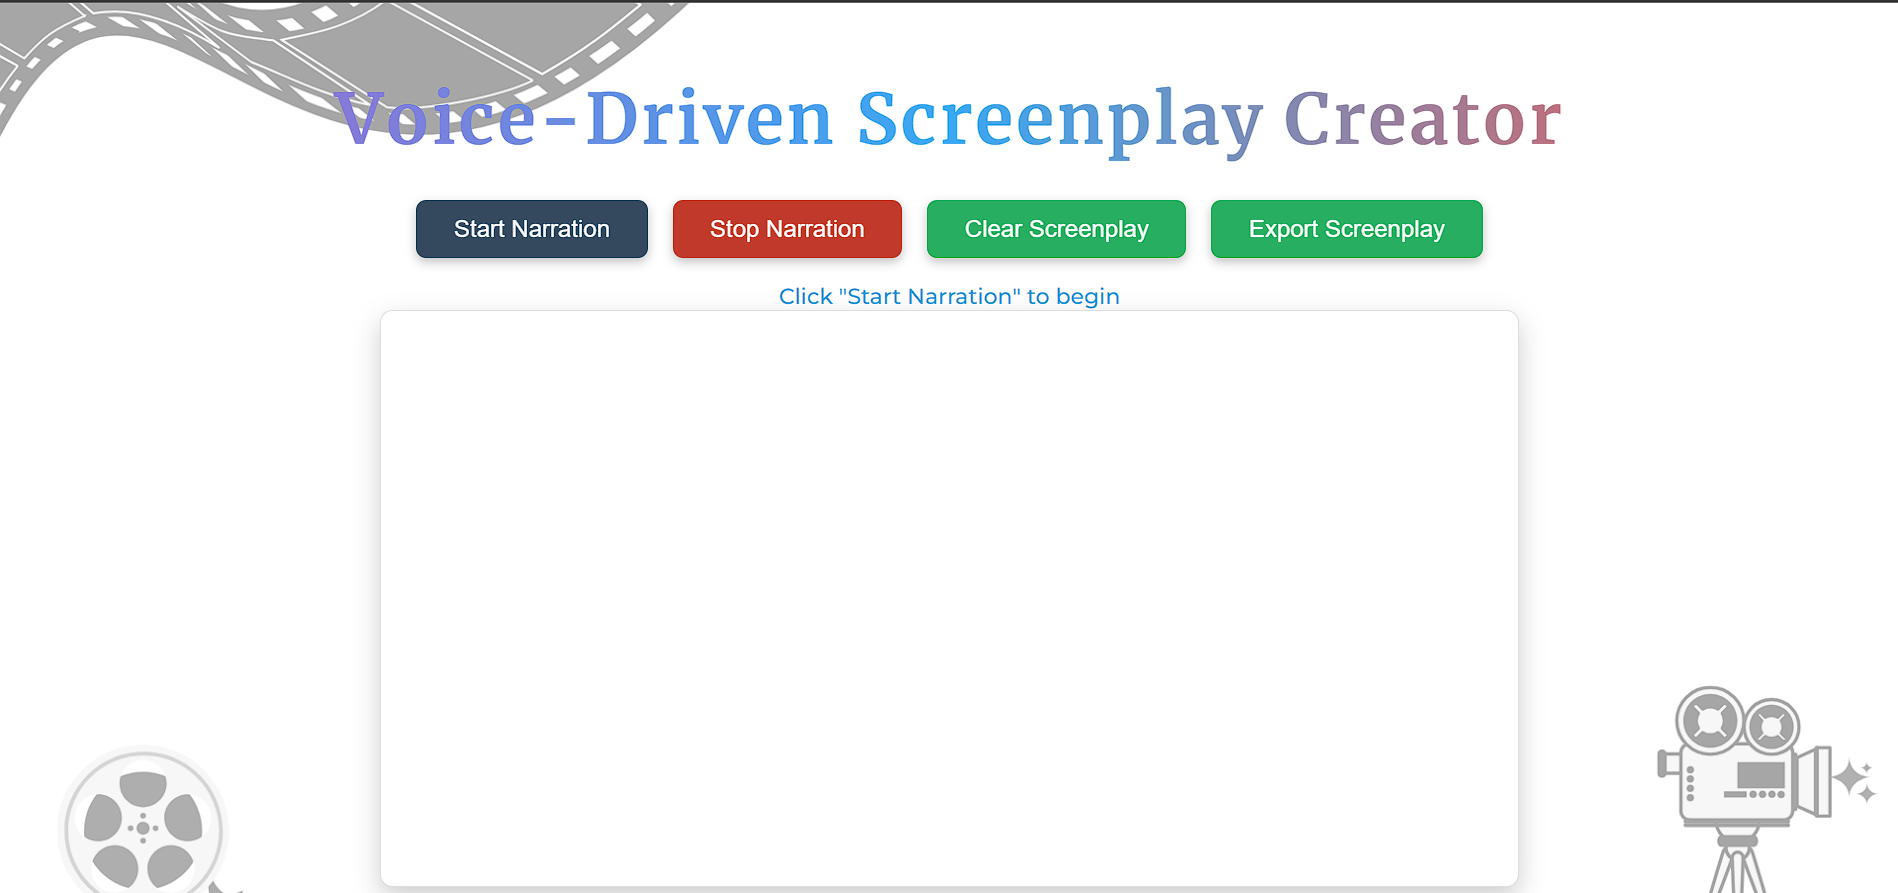 Voice-Driven Screenplay Creator
Start Narration
Stop Narration
Clear Screenplay
Export Screenplay
Click "Start Narration" to begin